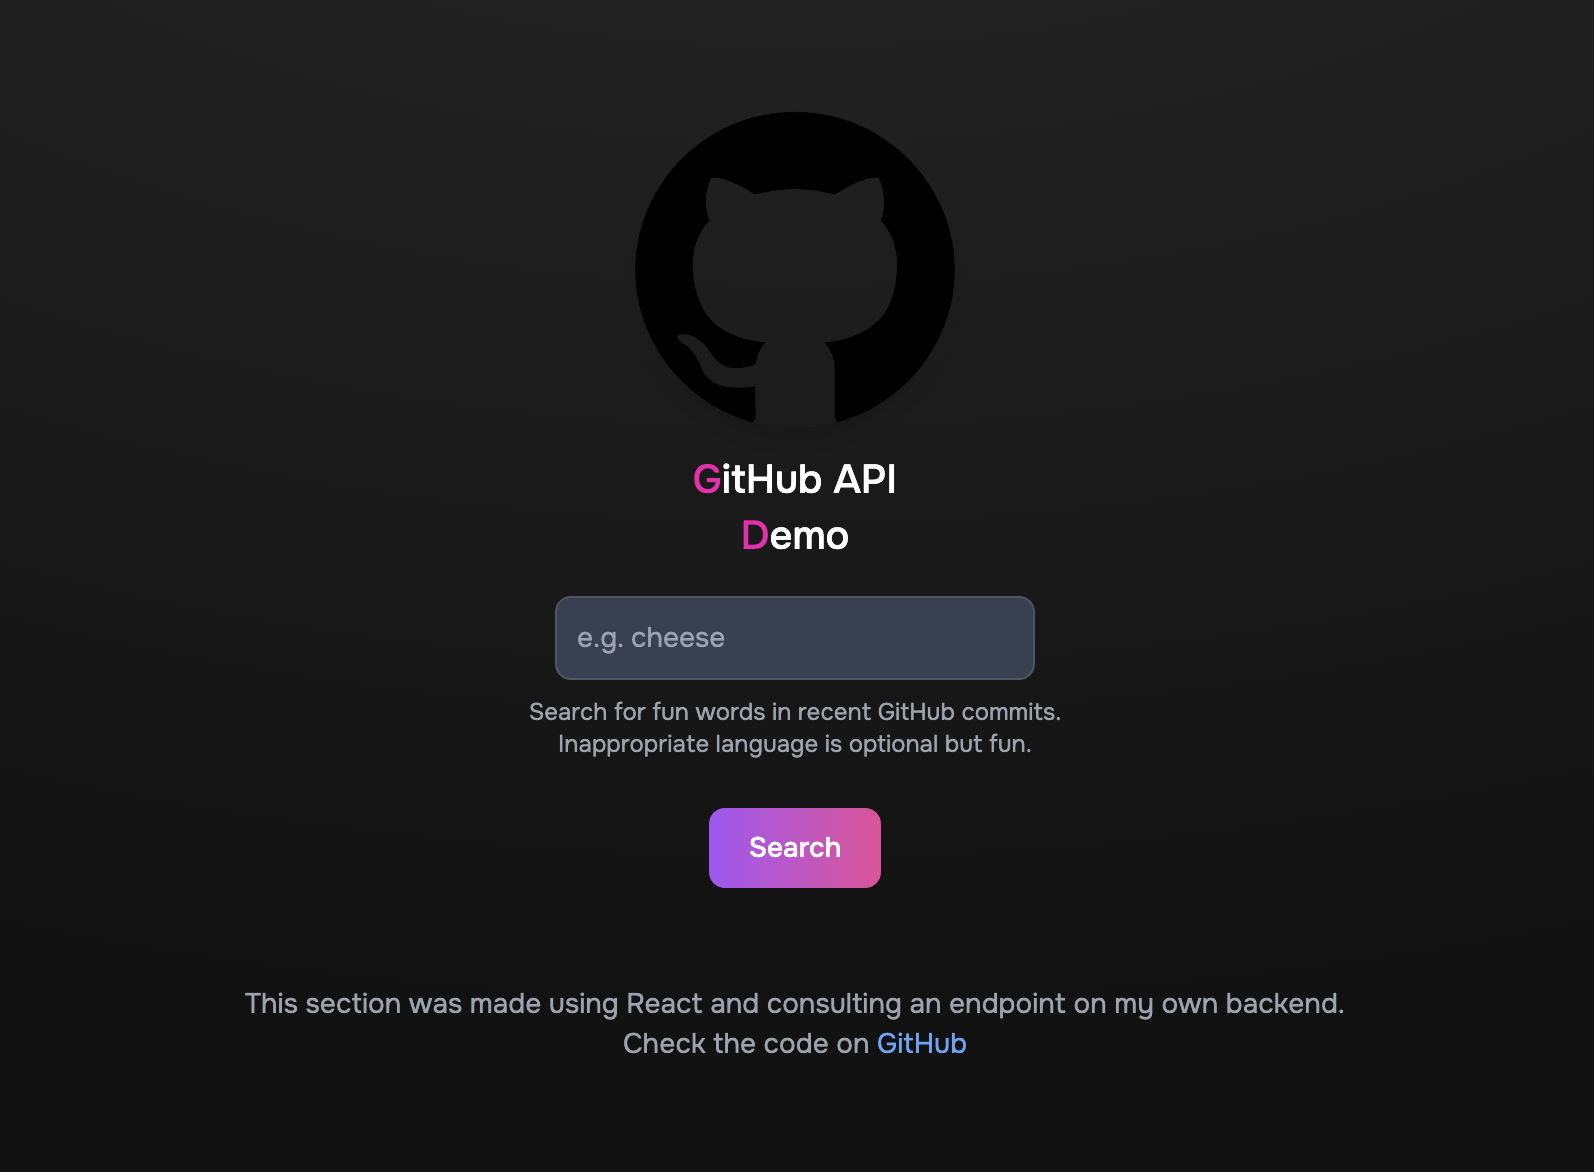 GitHub API
Demo
e.g. cheese
Search for fun words in recent GitHub commits.
Inappropriate language is optional but fun.
Search
This section was made using React and consulting an endpoint on my own backend.
Check the code on GitHub